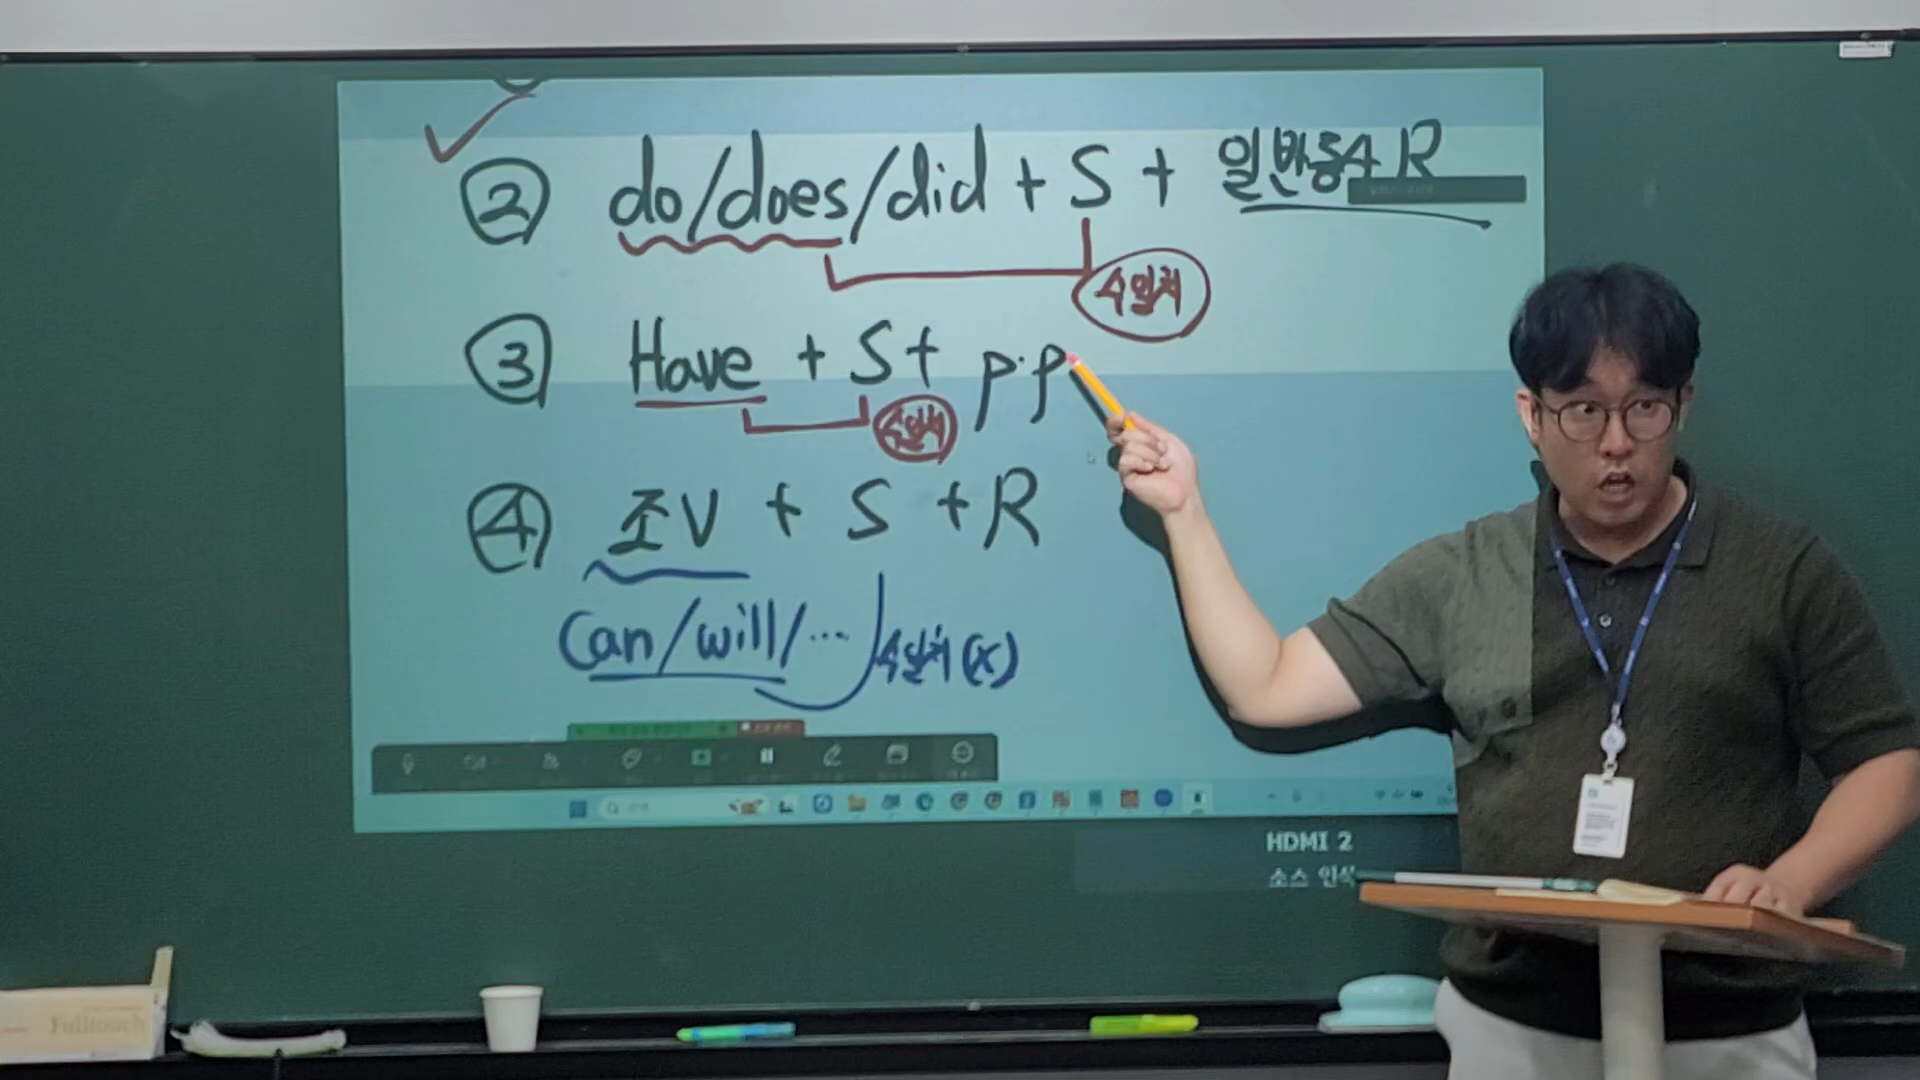 ② do/does/did + S + 일반동사 R
수일치
③ Have + S + p.p
수일치
④ 조V + S + R
Can/will/...
수일치 (x)
HDMI 2
소스 인식
Fulltouch